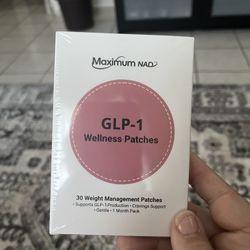 Maximum NAD
GLP-1
Wellness Patches
30 Weight Management Patches
• Supports GLP-1 Production • Cravings Support
• Gentle • 1 Month Pack